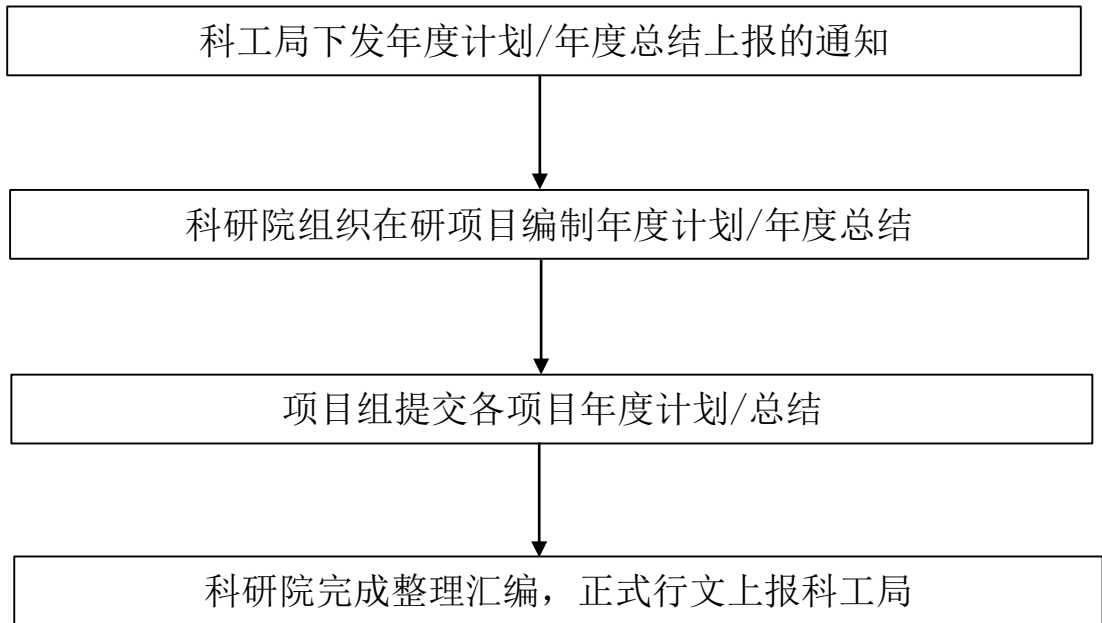 科工局下发年度计划/年度总结上报的通知
科研院组织在研项目编制年度计划/年度总结
项目组提交各项目年度计划/总结
科研院完成整理汇编，正式行文上报科工局